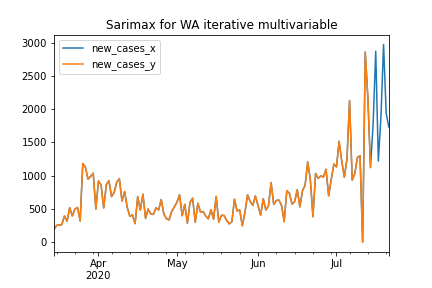 Sarimax for WA iterative multivariable
new_cases_x
new_cases_y
3000
2500
2000
1500
1000
500
0
Apr
2020
May
Jun
Jul